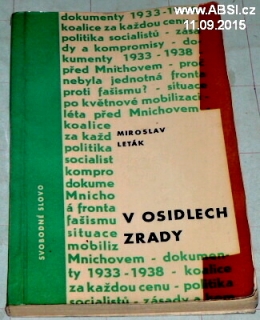 www.ABSI.cz
11.09.2015
dokumenty 1933-1
koalice za každou cenu
politika socialistů - zása
dy a kompromisy - do
kumenty 1933 - 1938
před Mnichovem - proč
nebyla jednotná fronta
proti fašismu? - situace
po květnové mobilizaci
léta před Mnichovem
koalice
za každ
politika
socialist
kompro
dokume
Mnicho
á fronta
fašismu
situace
mobiliz
MIROSLAV
LETÁK
V OSIDLECH
ZRADY
Mnichovem - dokumen-
ty 1933-1938 - koalice
za každou cenu - politika
socialistů - zásady a
SVOBODNÉ SLOVO